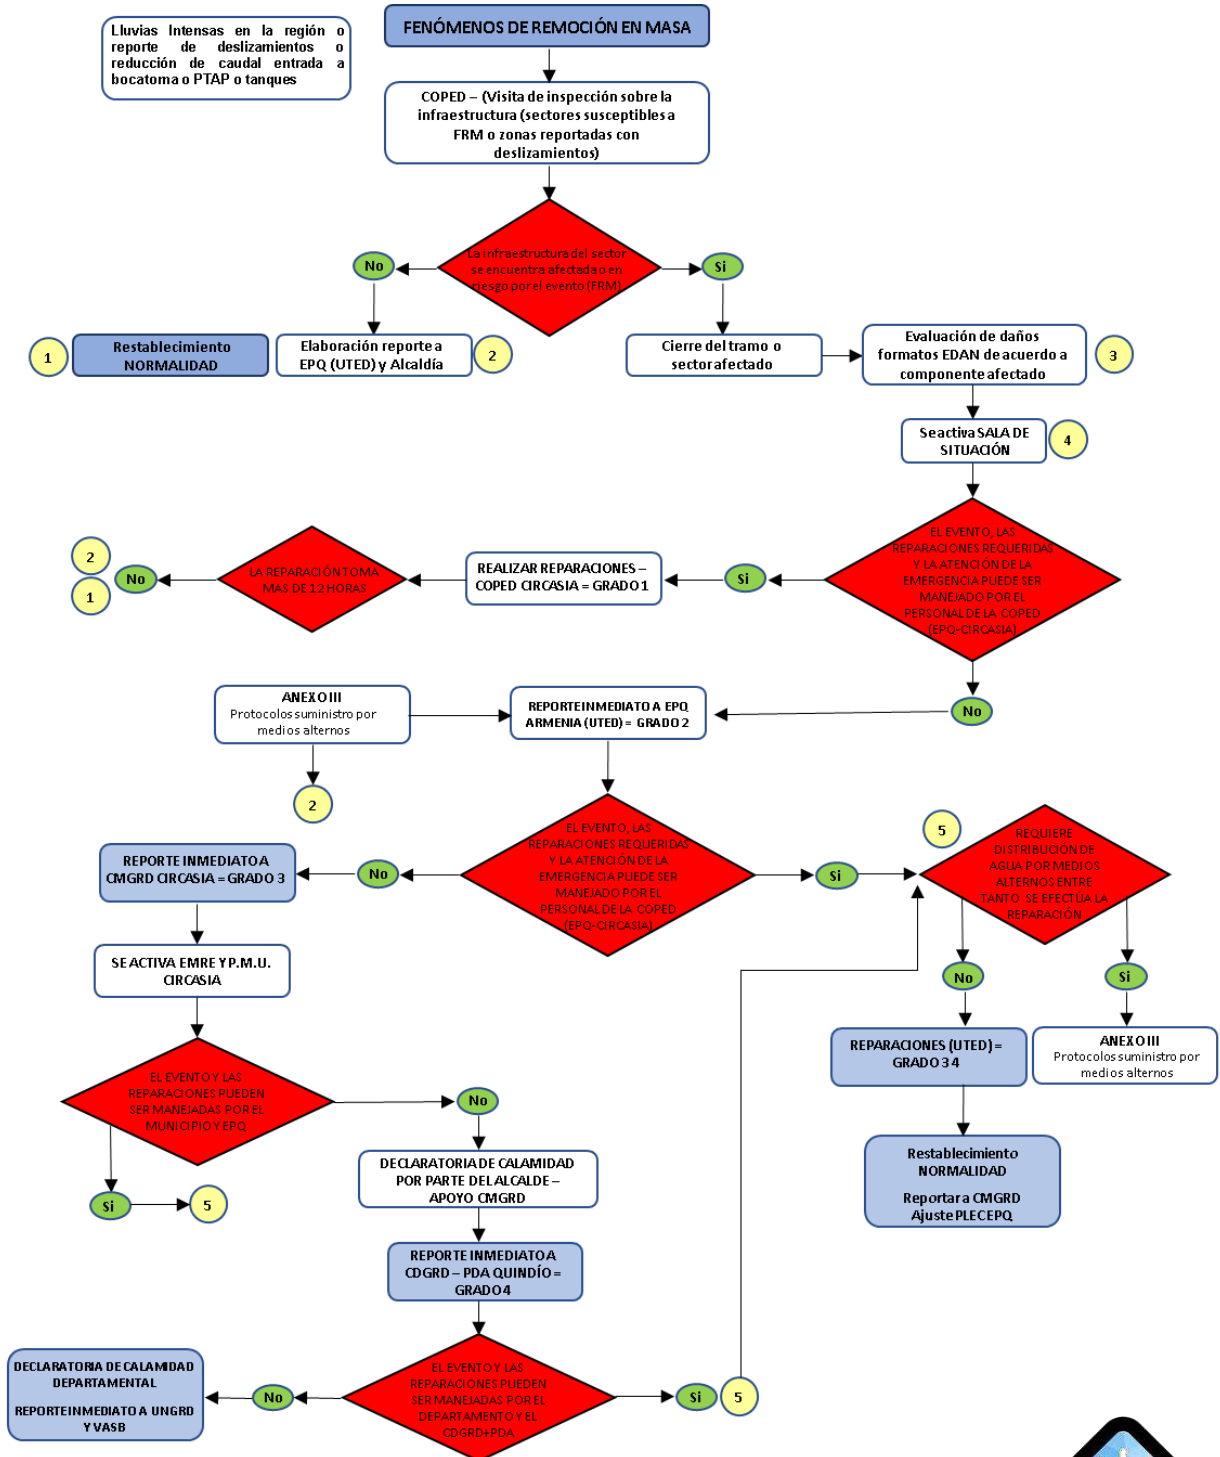 Lluvias Intensas en la región o
reporte de deslizamientos o
reducción de caudal entrada a
bocatoma o PTAP o tanques
FENÓMENOS DE REMOCIÓN EN MASA
COPED – (Visita de inspección sobre la
infraestructura (sectores susceptibles a
FRM o zonas reportadas con
deslizamientos)
La infraestructura del sector
se encuentra afectada o en
riesgo por el evento (FRM)
No
Si
1
Restablecimiento
NORMALIDAD
Elaboración reporte a
EPQ (UTED) y Alcaldía
2
Cierre del tramo o
sector afectado
Evaluación de daños
formatos EDAN de acuerdo a
componente afectado
3
Se activa SALA DE
SITUACIÓN
4
EL EVENTO, LAS
REPARACIONES REQUERIDAS
Y LA ATENCIÓN DE LA
EMERGENCIA PUEDE SER
MANEJADO POR EL
PERSONAL DE LA COPED
(EPQ-CIRCASIA)
Si
REALIZAR REPARACIONES –
COPED CIRCASIA = GRADO 1
LA REPARACIÓN TOMA
MAS DE 12 HORAS
No
2
1
No
ANEXO III
Protocolos suministro por
medios alternos
REPORTE INMEDIATO A EPQ
ARMENIA (UTED) = GRADO 2
2
EL EVENTO, LAS
REPARACIONES REQUERIDAS
Y LA ATENCIÓN DE LA
EMERGENCIA PUEDE SER
MANEJADO POR EL
PERSONAL DE LA COPED
(EPQ-CIRCASIA)
No
Si
5
REQUIERE
DISTRIBUCIÓN DE
AGUA POR MEDIOS
ALTERNOS ENTRE
TANTO SE EFECTÚA LA
REPARACIÓN
REPORTE INMEDIATO A
CMGRD CIRCASIA = GRADO 3
SE ACTIVA EMRE Y P.M.U.
CIRCASIA
No
Si
REPARACIONES (UTED) =
GRADO 3 4
ANEXO III
Protocolos suministro por
medios alternos
EL EVENTO Y LAS
REPARACIONES PUEDEN
SER MANEJADAS POR EL
MUNICIPIO Y EPQ
No
Si
5
DECLARATORIA DE CALAMIDAD
POR PARTE DEL ALCALDE –
APOYO CMGRD
Restablecimiento
NORMALIDAD
Reportar a CMGRD
Ajuste PLEC EPQ
REPORTE INMEDIATO A
CDGRD – PDA QUINDÍO =
GRADO 4
EL EVENTO Y LAS
REPARACIONES PUEDEN
SER MANEJADAS POR EL
DEPARTAMENTO Y EL
CDGRD+PDA
No
Si
5
DECLARATORIA DE CALAMIDAD
DEPARTAMENTAL
REPORTE INMEDIATO A UNGRD
Y VASB